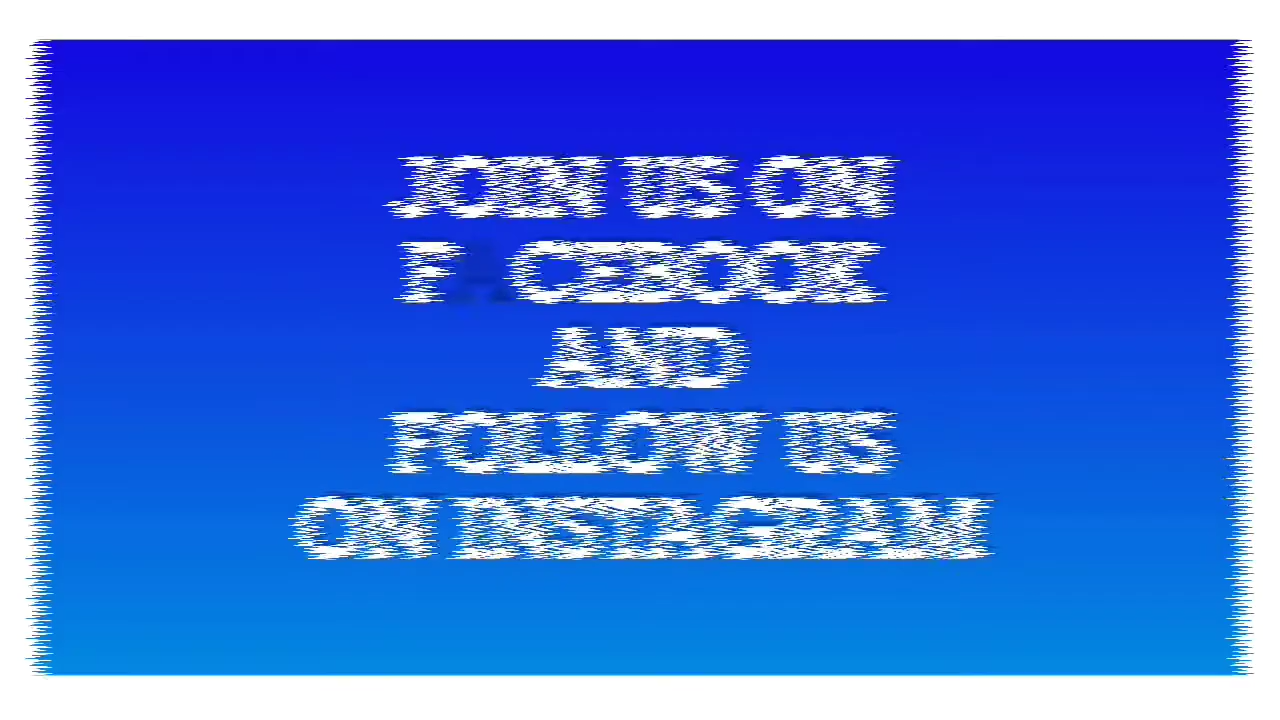 JOIN US ON
FACEBOOK
AND
FOLLOW US
ON INSTAGRAM